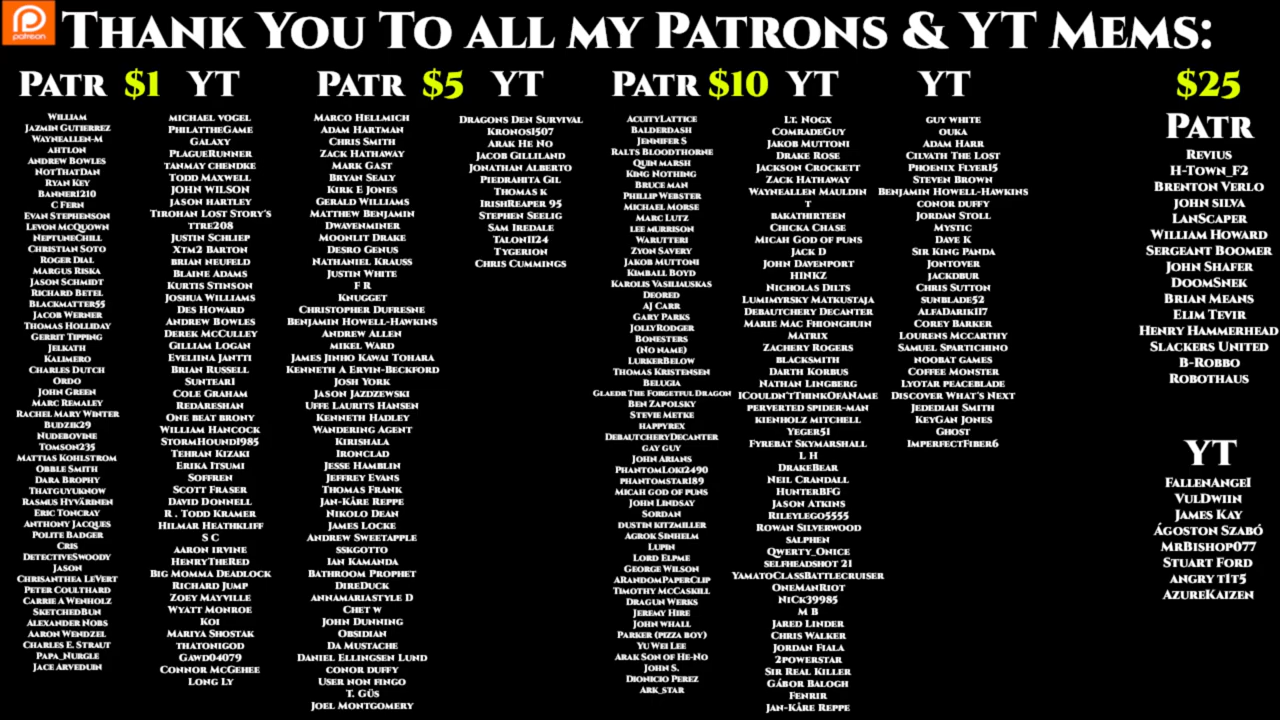 patreon
Thank You To all my Patrons & YT Mems:
Patr $1 YT
Patr $5 YT
Patr $10 YT
YT
$25
Patr
William
Jazmin Gutierrez
Wayneallen-M
ahtlon
Andrew Bowles
NotThatDan
Ryan Key
Banner1210
C Fern
Evan Stephenson
Levon McQuown
NeptuneChill
Christian Soto
Roger Dial
Margus Riska
Jason Schmidt
Richard Betel
Blackmatter55
Jacob Werner
Thomas Holliday
Gerrit Tipping
Jelkath
Kalimero
Charles Dutch
Ordo
John Green
Marc Remaley
Rachel Mary Winter
Budzik29
Nudebovine
Tomson235
Mattias Kohlstrom
Obble Smith
Dara Brophy
Thatguyuknow
Rasmus Hyvärinen
Eric Toncray
Anthony Jacques
Polite Badger
Cris
DetectiveSwoody
Jason
Chrisanthea LeVert
Peter Coulthard
Carrie A Wenholz
SketchedBun
Alexander Nobs
Aaron Wendzel
Charles E. Straut
Papa_Nurgle
Jace Arveduin
michael vogel
PhilattheGame
Galaxy
PlagueRunner
tanmay chendke
Todd Maxwell
JOHN WILSON
jason hartley
Tirohan Lost Story's
ttre208
Justin Schliep
Xtm2 Barton
brian neufeld
Blaine Adams
Kurtis Stinson
Joshua Williams
Des Howard
Andrew Bowles
Derek McCulley
Gilliam Logan
Eveliina Jantti
Brian Russell
Suntear1
Cole Graham
RedAreshan
One beat brony
William Hancock
StormHound1985
Tehran Kizaki
Erika Itsumi
Soffren
Scott Fraser
David Donnell
R . Todd Kramer
Hilmar Heathkliff
S C
aaron irvine
HenryTheRed
Big Momma Deadlock
Richard Jump
Zoey Mayville
Wyatt Monroe
Koi
Mariya Shostak
thatonigod
Gawd04079
Connor McGehee
Long Ly
Marco Hellmich
Adam Hartman
Chris Smith
Zack Hathaway
Mark Gast
Bryan Sealy
Kirk E Jones
Gerald Williams
Matthew Benjamin
Dwavenminer
Moonlit Drake
Desro Genus
Nathaniel Krauss
Justin White
F R
Knugget
Christopher Dufresne
Benjamin Howell-Hawkins
Andrew Allen
mikel Ward
James Jinho Kawai Tohara
Kenneth A Ervin-Beckford
Josh York
Jason Jazdzewski
Uffe Laurits Hansen
Kenneth Hadley
Wandering Agent
Kirishala
Ironclad
Jesse Hamblin
Jeffrey Evans
Thomas Frank
Jan-Kåre Reppe
Nikolo Dean
James Locke
Andrew Sweetapple
sskgotto
Ian Kamanda
Bathroom Prophet
DireDuck
annamariastyle D
Chet w
John Dunning
Obsidian
Da Mustache
Daniel Ellingsen Lund
conor duffy
User non fingo
T. Güs
Joel Montgomery
Dragons Den Survival
Kronos1507
Arak He No
Jacob Gilliland
Jonathan Alberto
Piedrahita Gil
Thomas k
IrishReaper 95
Stephen Seelig
Sam Iredale
Talon1124
Tygerion
Chris Cummings
AcuityLattice
Balderdash
Jennifer S
Ralts Bloodthorne
Quin marsh
King Nothing
Bruce man
Phillip Webster
Michael Morse
Marc Lutz
lee murrison
Warutteri
Zyon Savery
Jakob Muttoni
Kimball Boyd
Karolis Vasiliauskas
Deored
AJ Carr
Gary Parks
JollyRodger
Bonesters
(No name)
LurkerBelow
Thomas Kristensen
Belugia
Glaedr The Forgetful Dragon
Ben Zapolsky
Stevie Metke
happyrex
DebaucheryDecanter
gay guy
John Arians
PhantomLoki2490
phantomstar189
Micah god of puns
John Lindsay
Sordan
dustin kitzmiller
Agrok Sinhelm
Lupin
Lord Elpme
George Wilson
ARandomPaperClip
Timothy McCaskill
Dragun Werks
Jeremy Hire
John whall
Parker (pizza boy)
Yu Wei Lee
Arak Son of He-No
John S.
Dionicio Perez
ark_star
Lt. Nogx
ComradeGuy
Jakob Muttoni
Drake Rose
Jackson Crockett
Zack Hathaway
Wayneallen Mauldin
T
bakathirteen
Chicka Chase
Micah God of puns
Jack D
John Davenport
HINKZ
Nicholas Dilts
Lumimyrsky Matkustaja
Debauchery Decanter
Marie Mac Fhionghuin
Matrix
Zachery Rogers
blacksmith
Darth Korbus
Nathan Lingberg
ICouldn'tThinkOfAName
perverted spider-man
kienholz mitchell
Yeger51
Fyrebat Skymarshall
L H
DrakeBear
Neil Crandall
HunterBFG
Jason Atkins
Rileylego5555
Rowan Silverwood
salphen
Qwerty_Onice
selfheadshot 21
YamatoClassBattlecruiser
OneManRiot
NiCk39985
M B
Jared Linder
Chris Walker
Jordan Fiala
2powerstar
Sir Real Killer
Gábor Balogh
Fenrir
Jan-Kåre Reppe
guy white
ouka
Adam Harr
Cilvath The Lost
Phoenix Flyer15
Steven Brown
Benjamin Howell-Hawkins
conor duffy
Jordan Stoll
Mystic
Dave K
Sir King Panda
Jontover
jackdbur
Chris Sutton
sunblade52
AlfaDarik117
Corey Barker
Lourens Mccarthy
Samuel Spartichino
noobat games
Coffee Monster
Lyotar peaceblade
Discover What's Next
Jedediah Smith
KeyGan Jones
Ghost
ImperfectFiber6
Revius
H-Town_F2
Brenton Verlo
john silva
LanScaper
William Howard
Sergeant Boomer
John Shafer
DoomSnek
Brian Means
Elim Tevir
Henry Hammerhead
Slackers United
B-Robbo
Robothaus
YT
FallenAngel
VulDwiin
James Kay
Ágoston Szabó
MrBishop077
Stuart Ford
angry t1t5
AzureKaizen